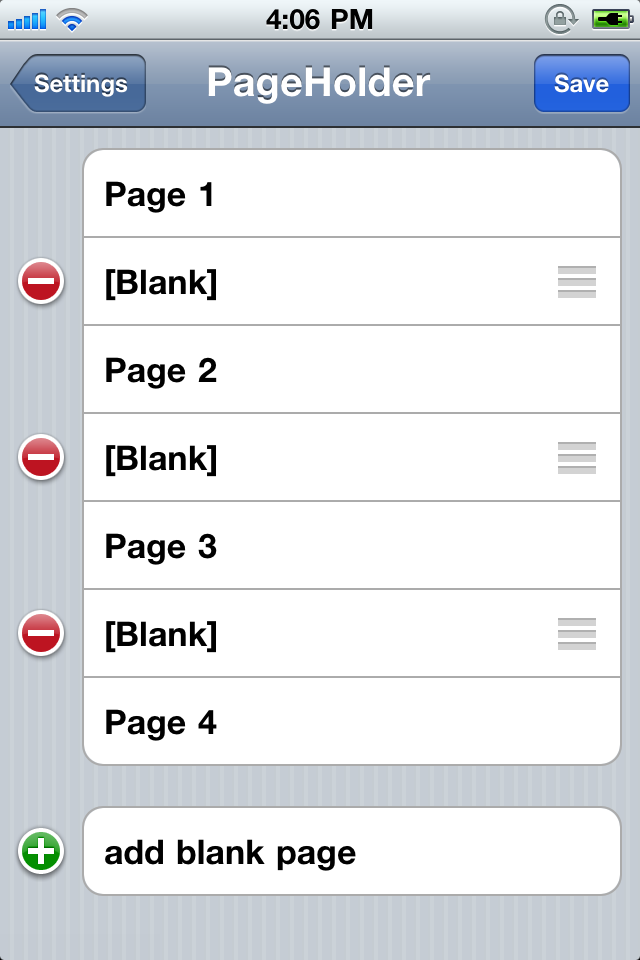 4:06 PM
Settings
PageHolder
Save
Page 1
[Blank]
Page 2
[Blank]
Page 3
[Blank]
Page 4
add blank page